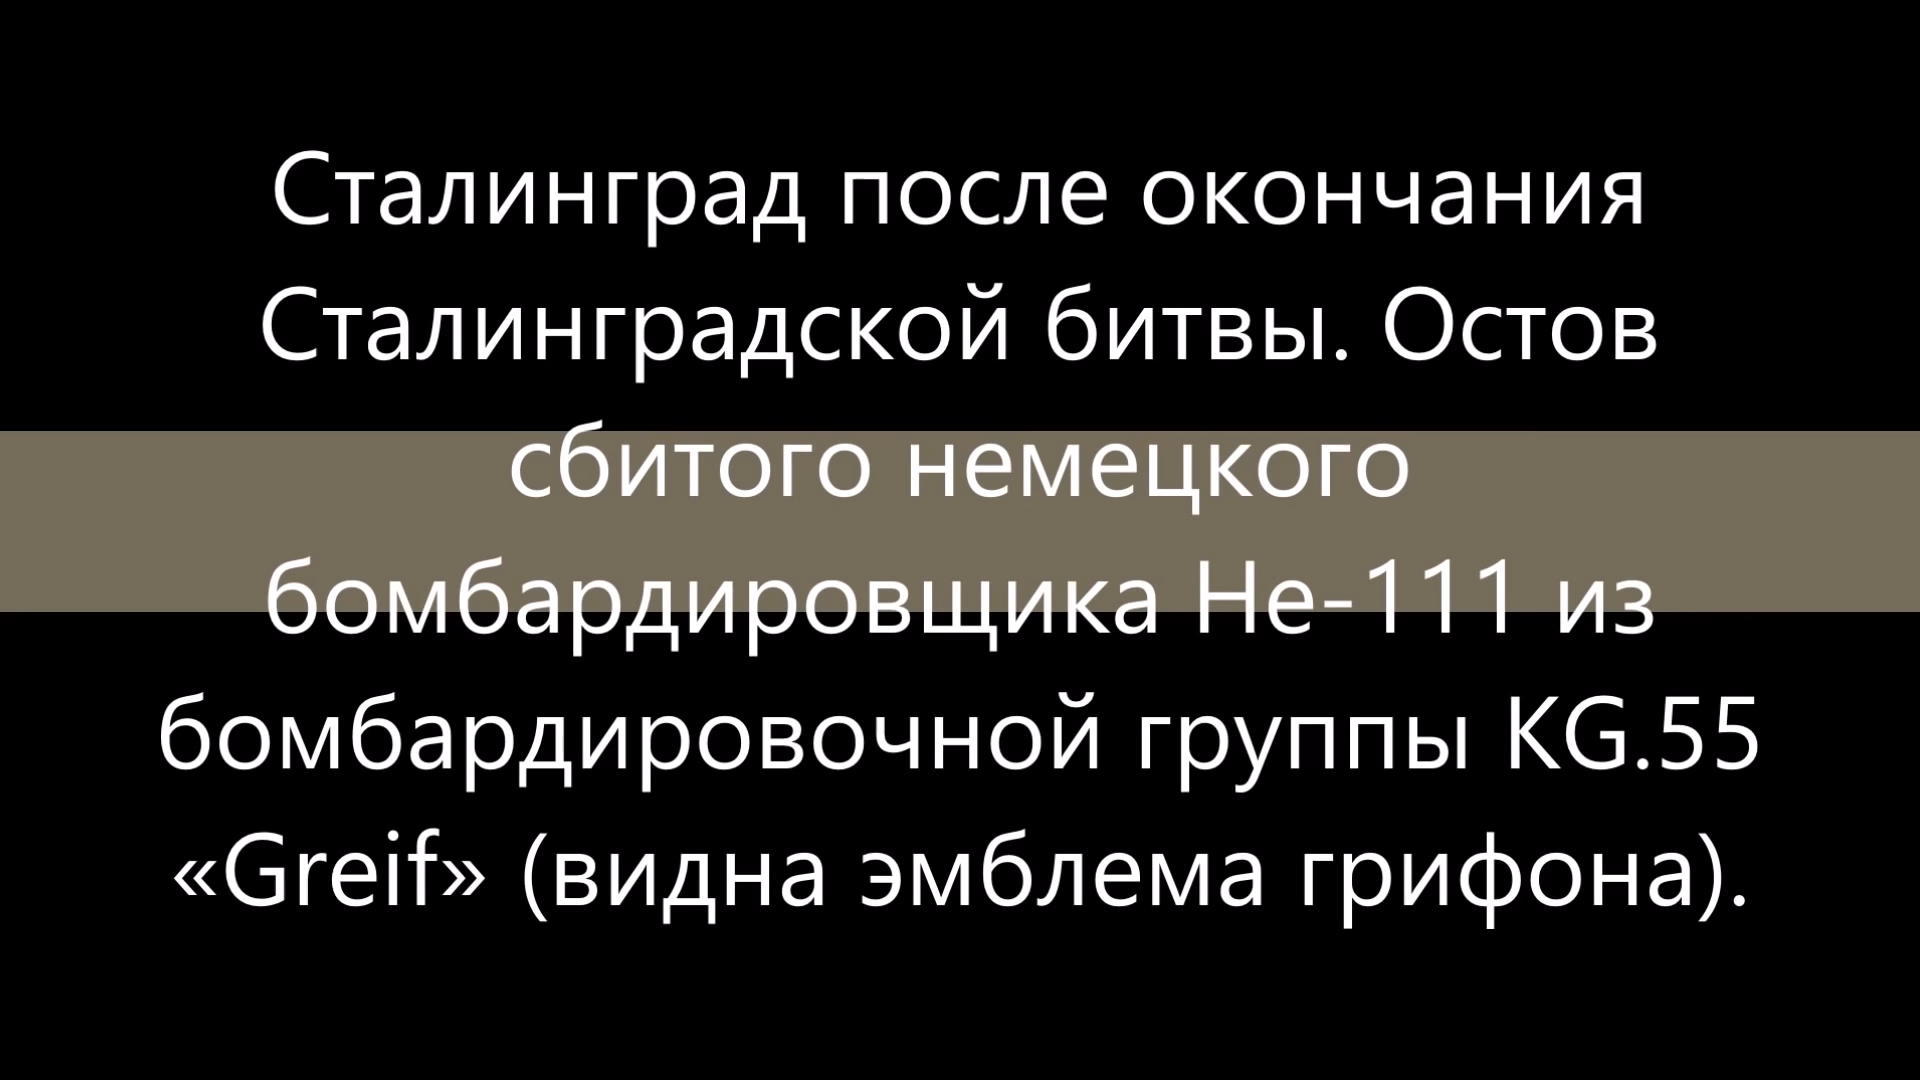 Сталинград после окончания
Сталинградской битвы. Остов
сбитого немецкого
бомбардировщика Не-111 из
бомбардировочной группы KG.55
«Greif» (видна эмблема грифона).